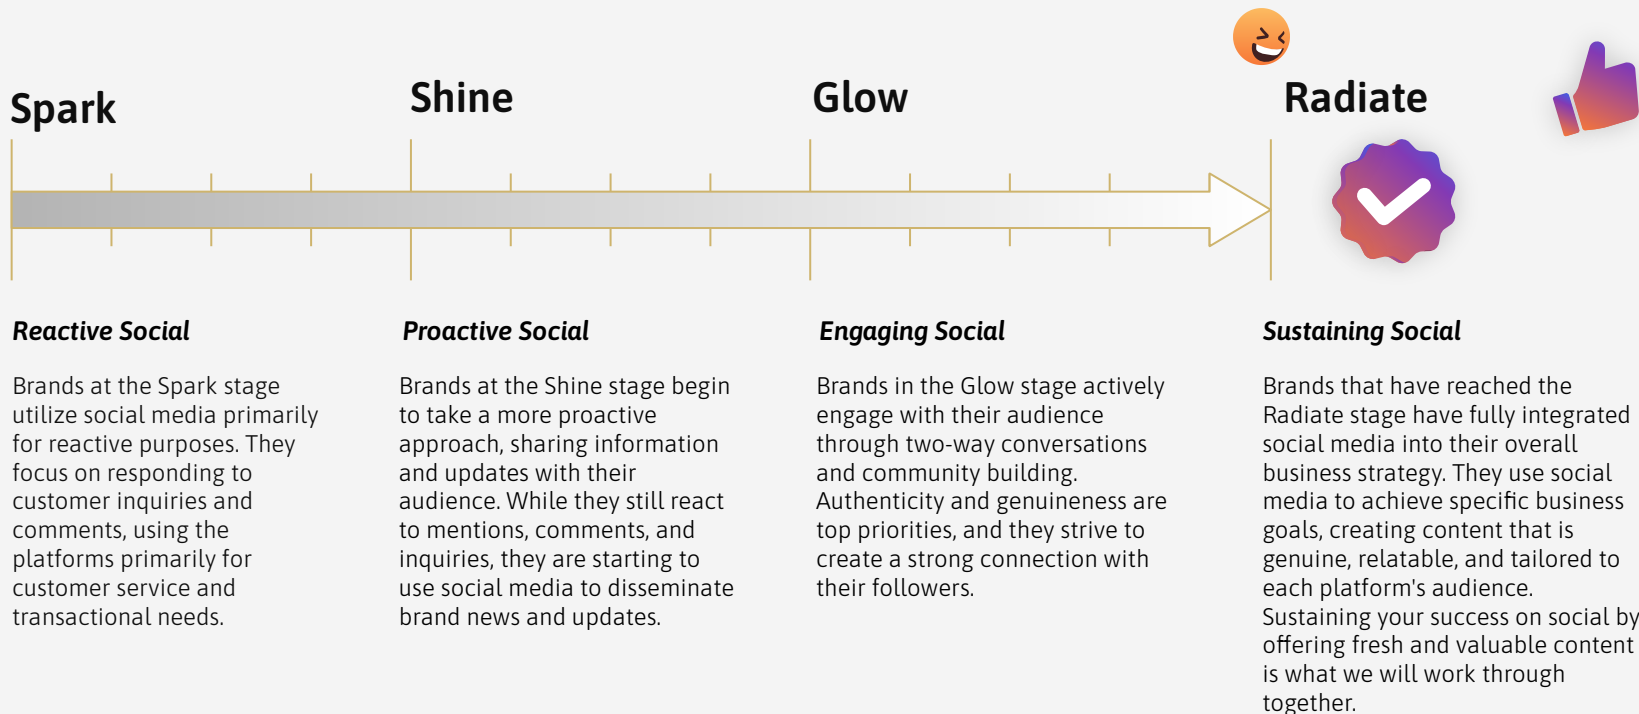 Spark
Shine
Glow
Radiate
Reactive Social
Brands at the Spark stage
utilize social media primarily
for reactive purposes. They
focus on responding to
customer inquiries and
comments, using the
platforms primarily for
customer service and
transactional needs.
Proactive Social
Brands at the Shine stage begin
to take a more proactive
approach, sharing information
and updates with their
audience. While they still react
to mentions, comments, and
inquiries, they are starting to
use social media to disseminate
brand news and updates.
Engaging Social
Brands in the Glow stage actively
engage with their audience
through two-way conversations
and community building.
Authenticity and genuineness are
top priorities, and they strive to
create a strong connection with
their followers.
Sustaining Social
Brands that have reached the
Radiate stage have fully integrated
social media into their overall
business strategy. They use social
media to achieve specific business
goals, creating content that is
genuine, relatable, and tailored to
each platform's audience.
Sustaining your success on social by
offering fresh and valuable content
is what we will work through
together.